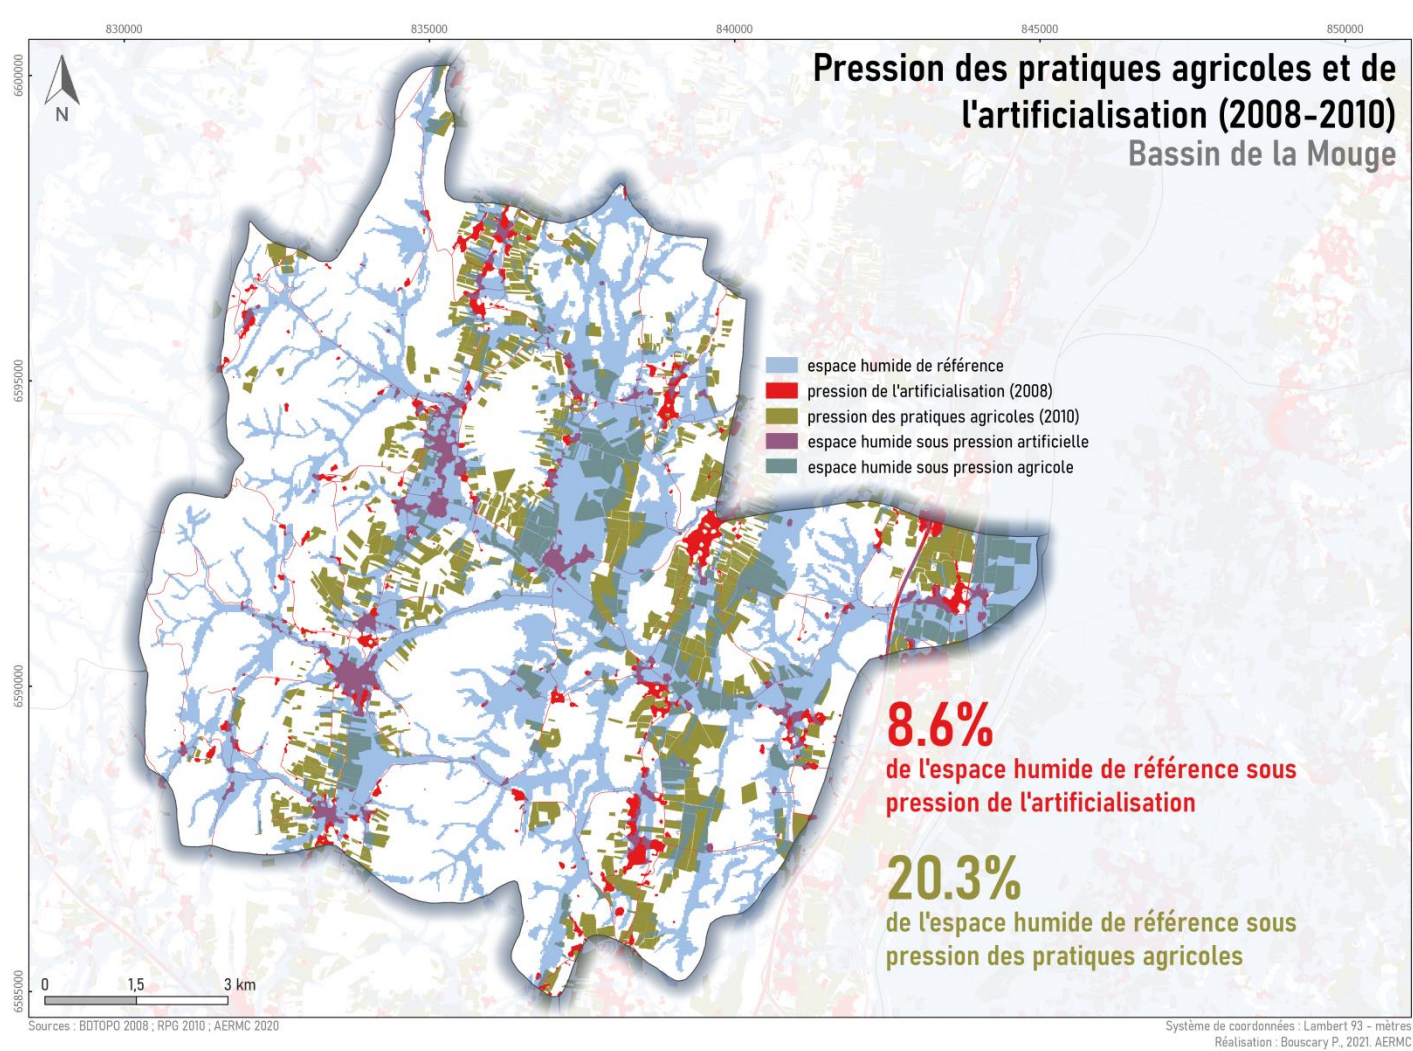 830000
835000
840000
845000
850000
6600000
6595000
6590000
6585000
N
Pression des pratiques agricoles et de
l'artificialisation (2008-2010)
Bassin de la Mouge
espace humide de référence
pression de l'artificialisation (2008)
pression des pratiques agricoles (2010)
espace humide sous pression artificielle
espace humide sous pression agricole
8.6%
de l'espace humide de référence sous
pression de l'artificialisation
20.3%
de l'espace humide de référence sous
pression des pratiques agricoles
0 1,5 3 km
Sources : BDTOPO 2008 ; RPG 2010 ; AERMC 2020
Système de coordonnées : Lambert 93 - mètres
Réalisation : Bouscary P., 2021. AERMC